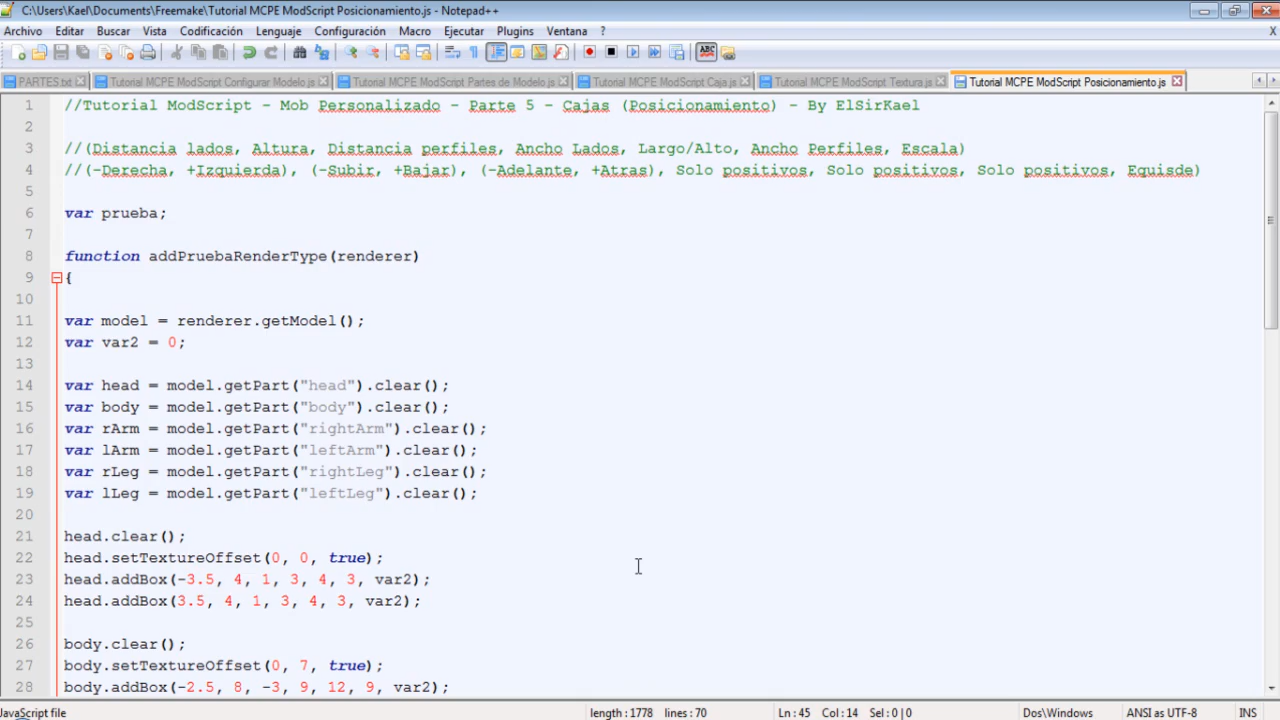 C:\Users\Kael\Documents\Freemake\Tutorial MCPE ModScript Posicionamiento.js - Notepad++
Archivo Editar Buscar Vista Codificación Lenguaje Configuración Macro Ejecutar Plugins Ventana ? X
PARTES.txt Tutorial MCPE ModScript Configurar Modelo.js Tutorial MCPE ModScript Partes de Modelo.js Tutorial MCPE ModScript Caja.js Tutorial MCPE ModScript Textura.js Tutorial MCPE ModScript Posicionamiento.js
1 //Tutorial ModScript - Mob Personalizado - Parte 5 - Cajas (Posicionamiento) - By ElSirKael
2
3 //(Distancia lados, Altura, Distancia perfiles, Ancho Lados, Largo/Alto, Ancho Perfiles, Escala)
4 //(-Derecha, +Izquierda), (-Subir, +Bajar), (-Adelante, +Atras), Solo positivos, Solo positivos, Solo positivos, Equisde)
5
6 var prueba;
7
8 function addPruebaRenderType(renderer)
9 {
10
11 var model = renderer.getModel();
12 var var2 = 0;
13
14 var head = model.getPart("head").clear();
15 var body = model.getPart("body").clear();
16 var rArm = model.getPart("rightArm").clear();
17 var lArm = model.getPart("leftArm").clear();
18 var rLeg = model.getPart("rightLeg").clear();
19 var lLeg = model.getPart("leftLeg").clear();
20
21 head.clear();
22 head.setTextureOffset(0, 0, true);
23 head.addBox(-3.5, 4, 1, 3, 4, 3, var2);
24 head.addBox(3.5, 4, 1, 3, 4, 3, var2);
25
26 body.clear();
27 body.setTextureOffset(0, 7, true);
28 body.addBox(-2.5, 8, -3, 9, 12, 9, var2);
JavaScript file length : 1778 lines : 70 Ln : 45 Col : 14 Sel : 0 | 0 Dos\Windows ANSI as UTF-8 INS